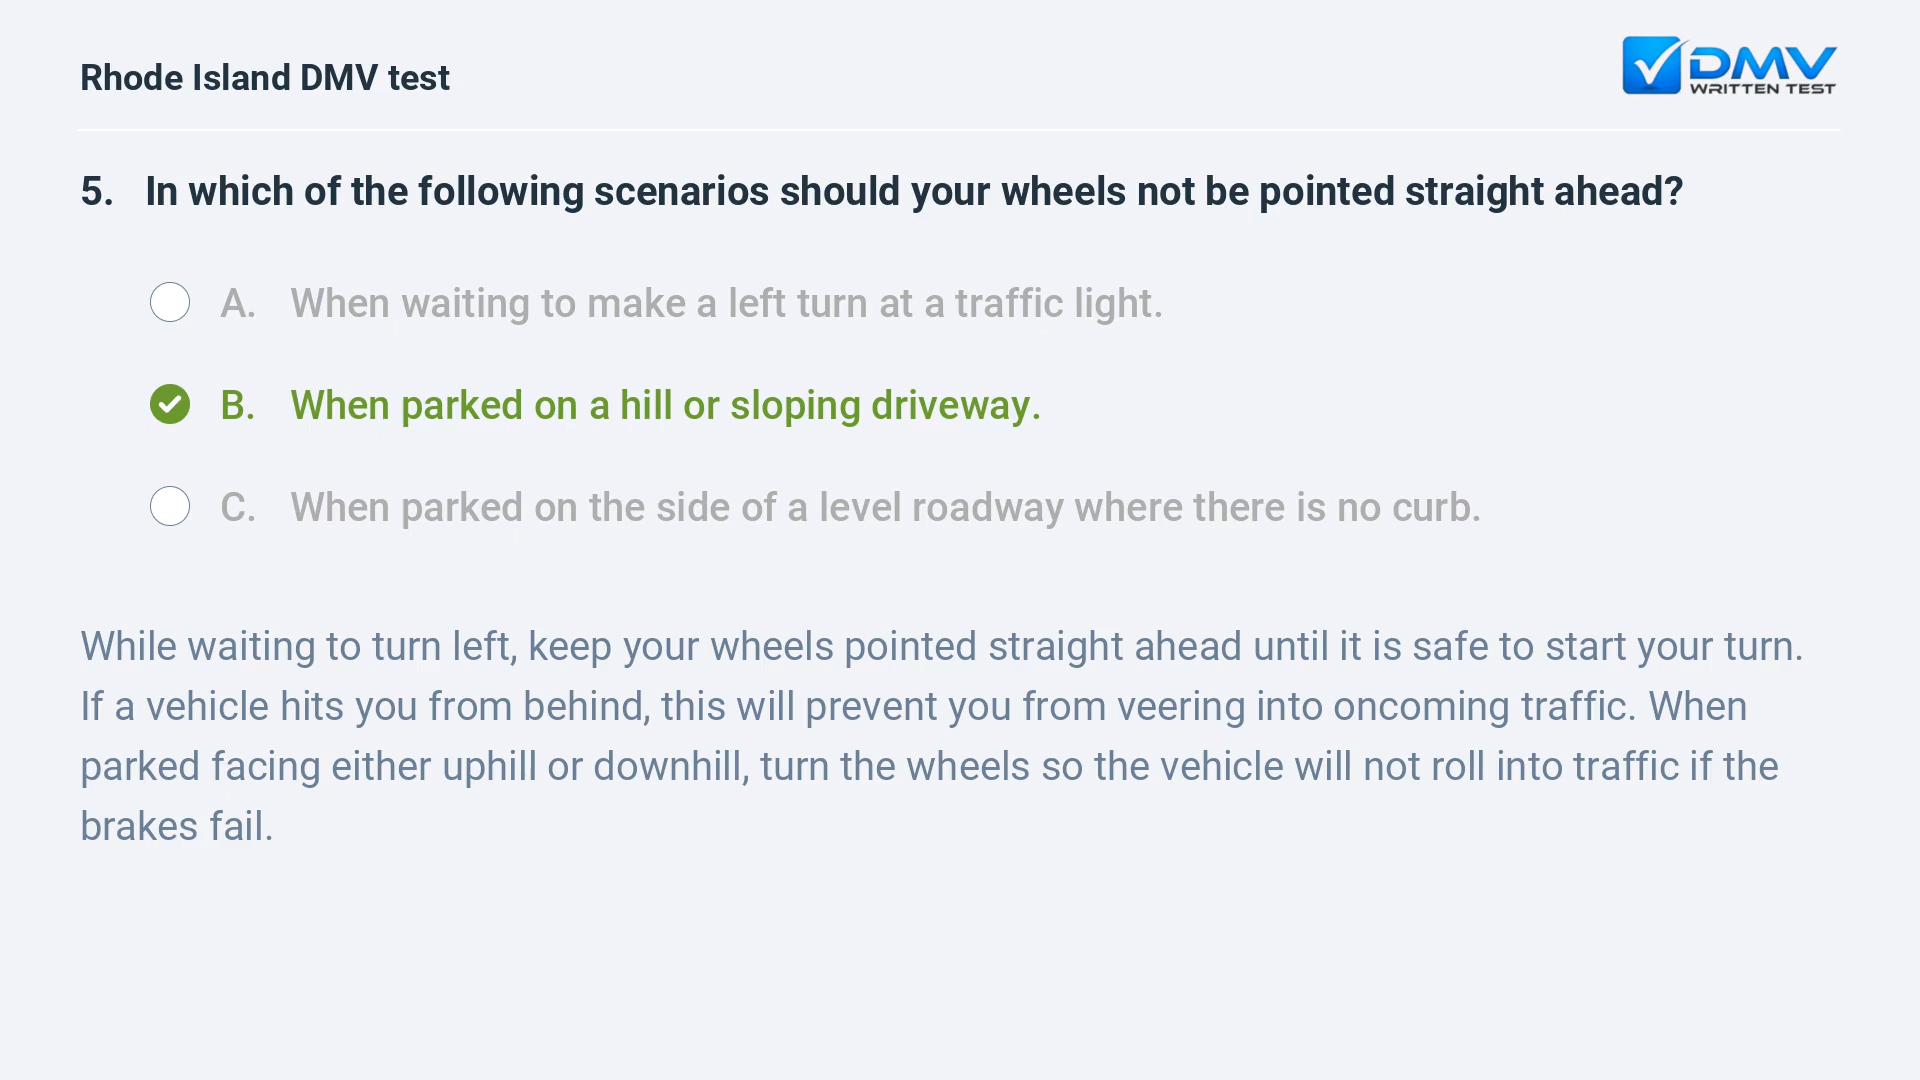 Rhode Island DMV test
DMV
WRITTEN TEST
5. In which of the following scenarios should your wheels not be pointed straight ahead?
A. When waiting to make a left turn at a traffic light.
B. When parked on a hill or sloping driveway.
C. When parked on the side of a level roadway where there is no curb.
While waiting to turn left, keep your wheels pointed straight ahead until it is safe to start your turn.
If a vehicle hits you from behind, this will prevent you from veering into oncoming traffic. When
parked facing either uphill or downhill, turn the wheels so the vehicle will not roll into traffic if the
brakes fail.